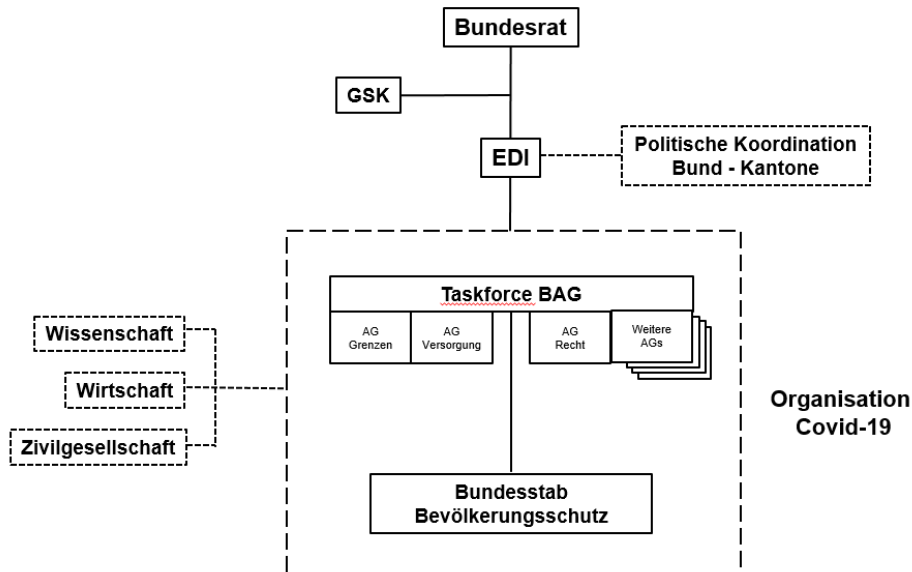 Bundesrat
GSK
EDI
Politische Koordination
Bund - Kantone
Taskforce BAG
AG
Grenzen
AG
Versorgung
AG
Recht
Weitere
AGs
Wissenschaft
Wirtschaft
Zivilgesellschaft
Organisation
Covid-19
Bundesstab
Bevölkerungsschutz